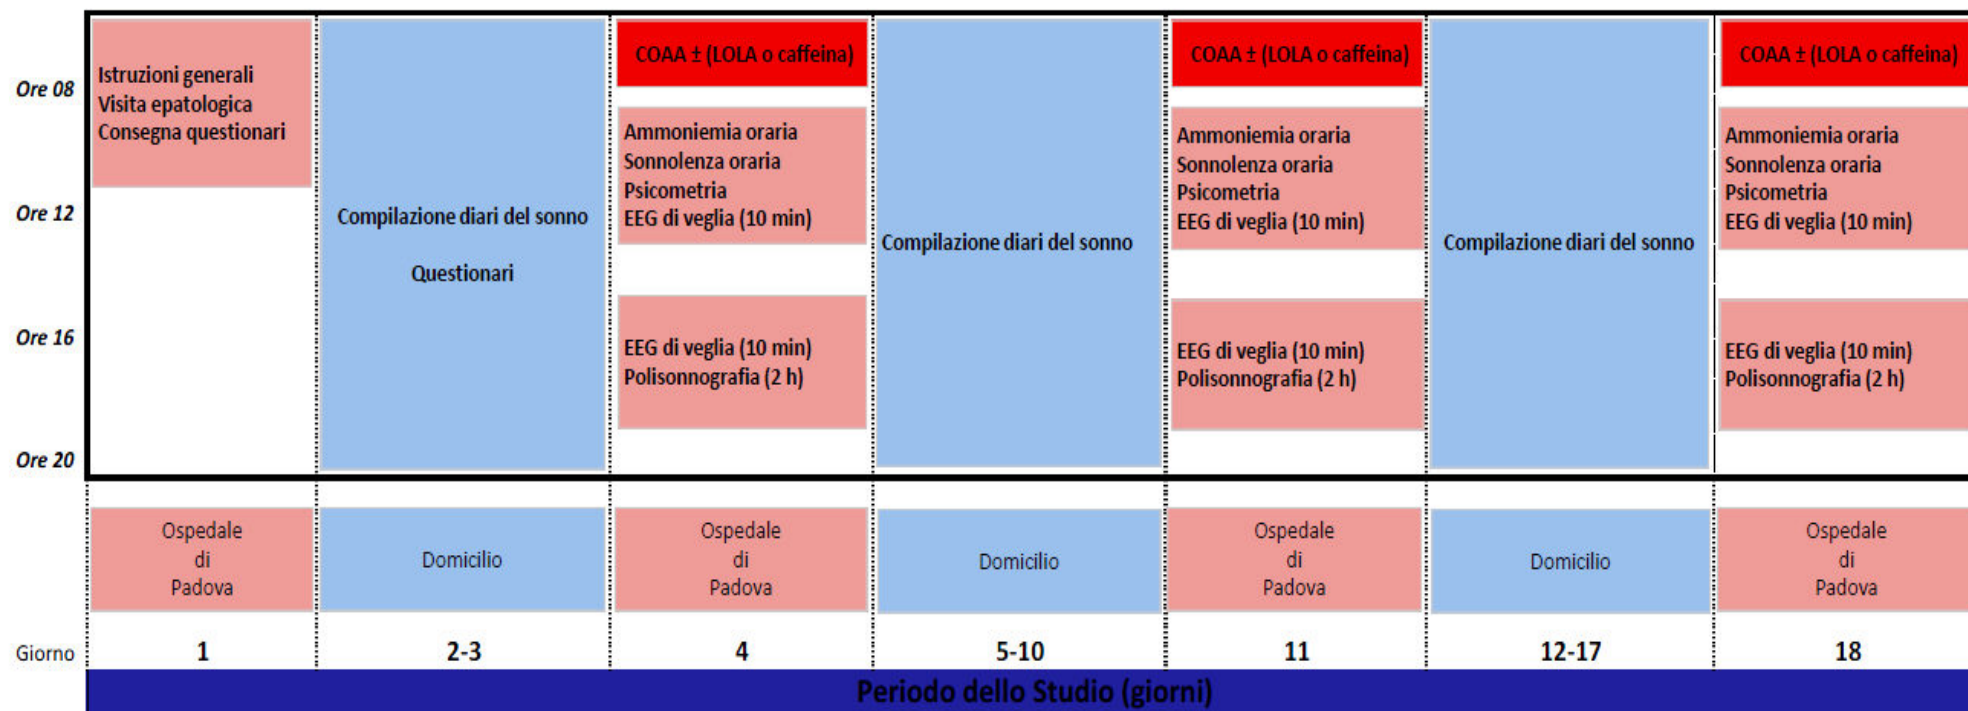 Ore 08
Ore 12
Ore 16
Ore 20
Istruzioni generali
Visita epatologica
Consegna questionari
Compilazione diari del sonno
Questionari
COAA ± (LOLA o caffeina)
Ammoniemia oraria
Sonnolenza oraria
Psicometria
EEG di veglia (10 min)
EEG di veglia (10 min)
Polisonnografia (2 h)
Compilazione diari del sonno
COAA ± (LOLA o caffeina)
Ammoniemia oraria
Sonnolenza oraria
Psicometria
EEG di veglia (10 min)
EEG di veglia (10 min)
Polisonnografia (2 h)
Compilazione diari del sonno
COAA ± (LOLA o caffeina)
Ammoniemia oraria
Sonnolenza oraria
Psicometria
EEG di veglia (10 min)
EEG di veglia (10 min)
Polisonnografia (2 h)
Ospedale
di
Padova
Domicilio
Ospedale
di
Padova
Domicilio
Ospedale
di
Padova
Domicilio
Ospedale
di
Padova
Giorno 1 2-3 4 5-10 11 12-17 18
Periodo dello Studio (giorni)